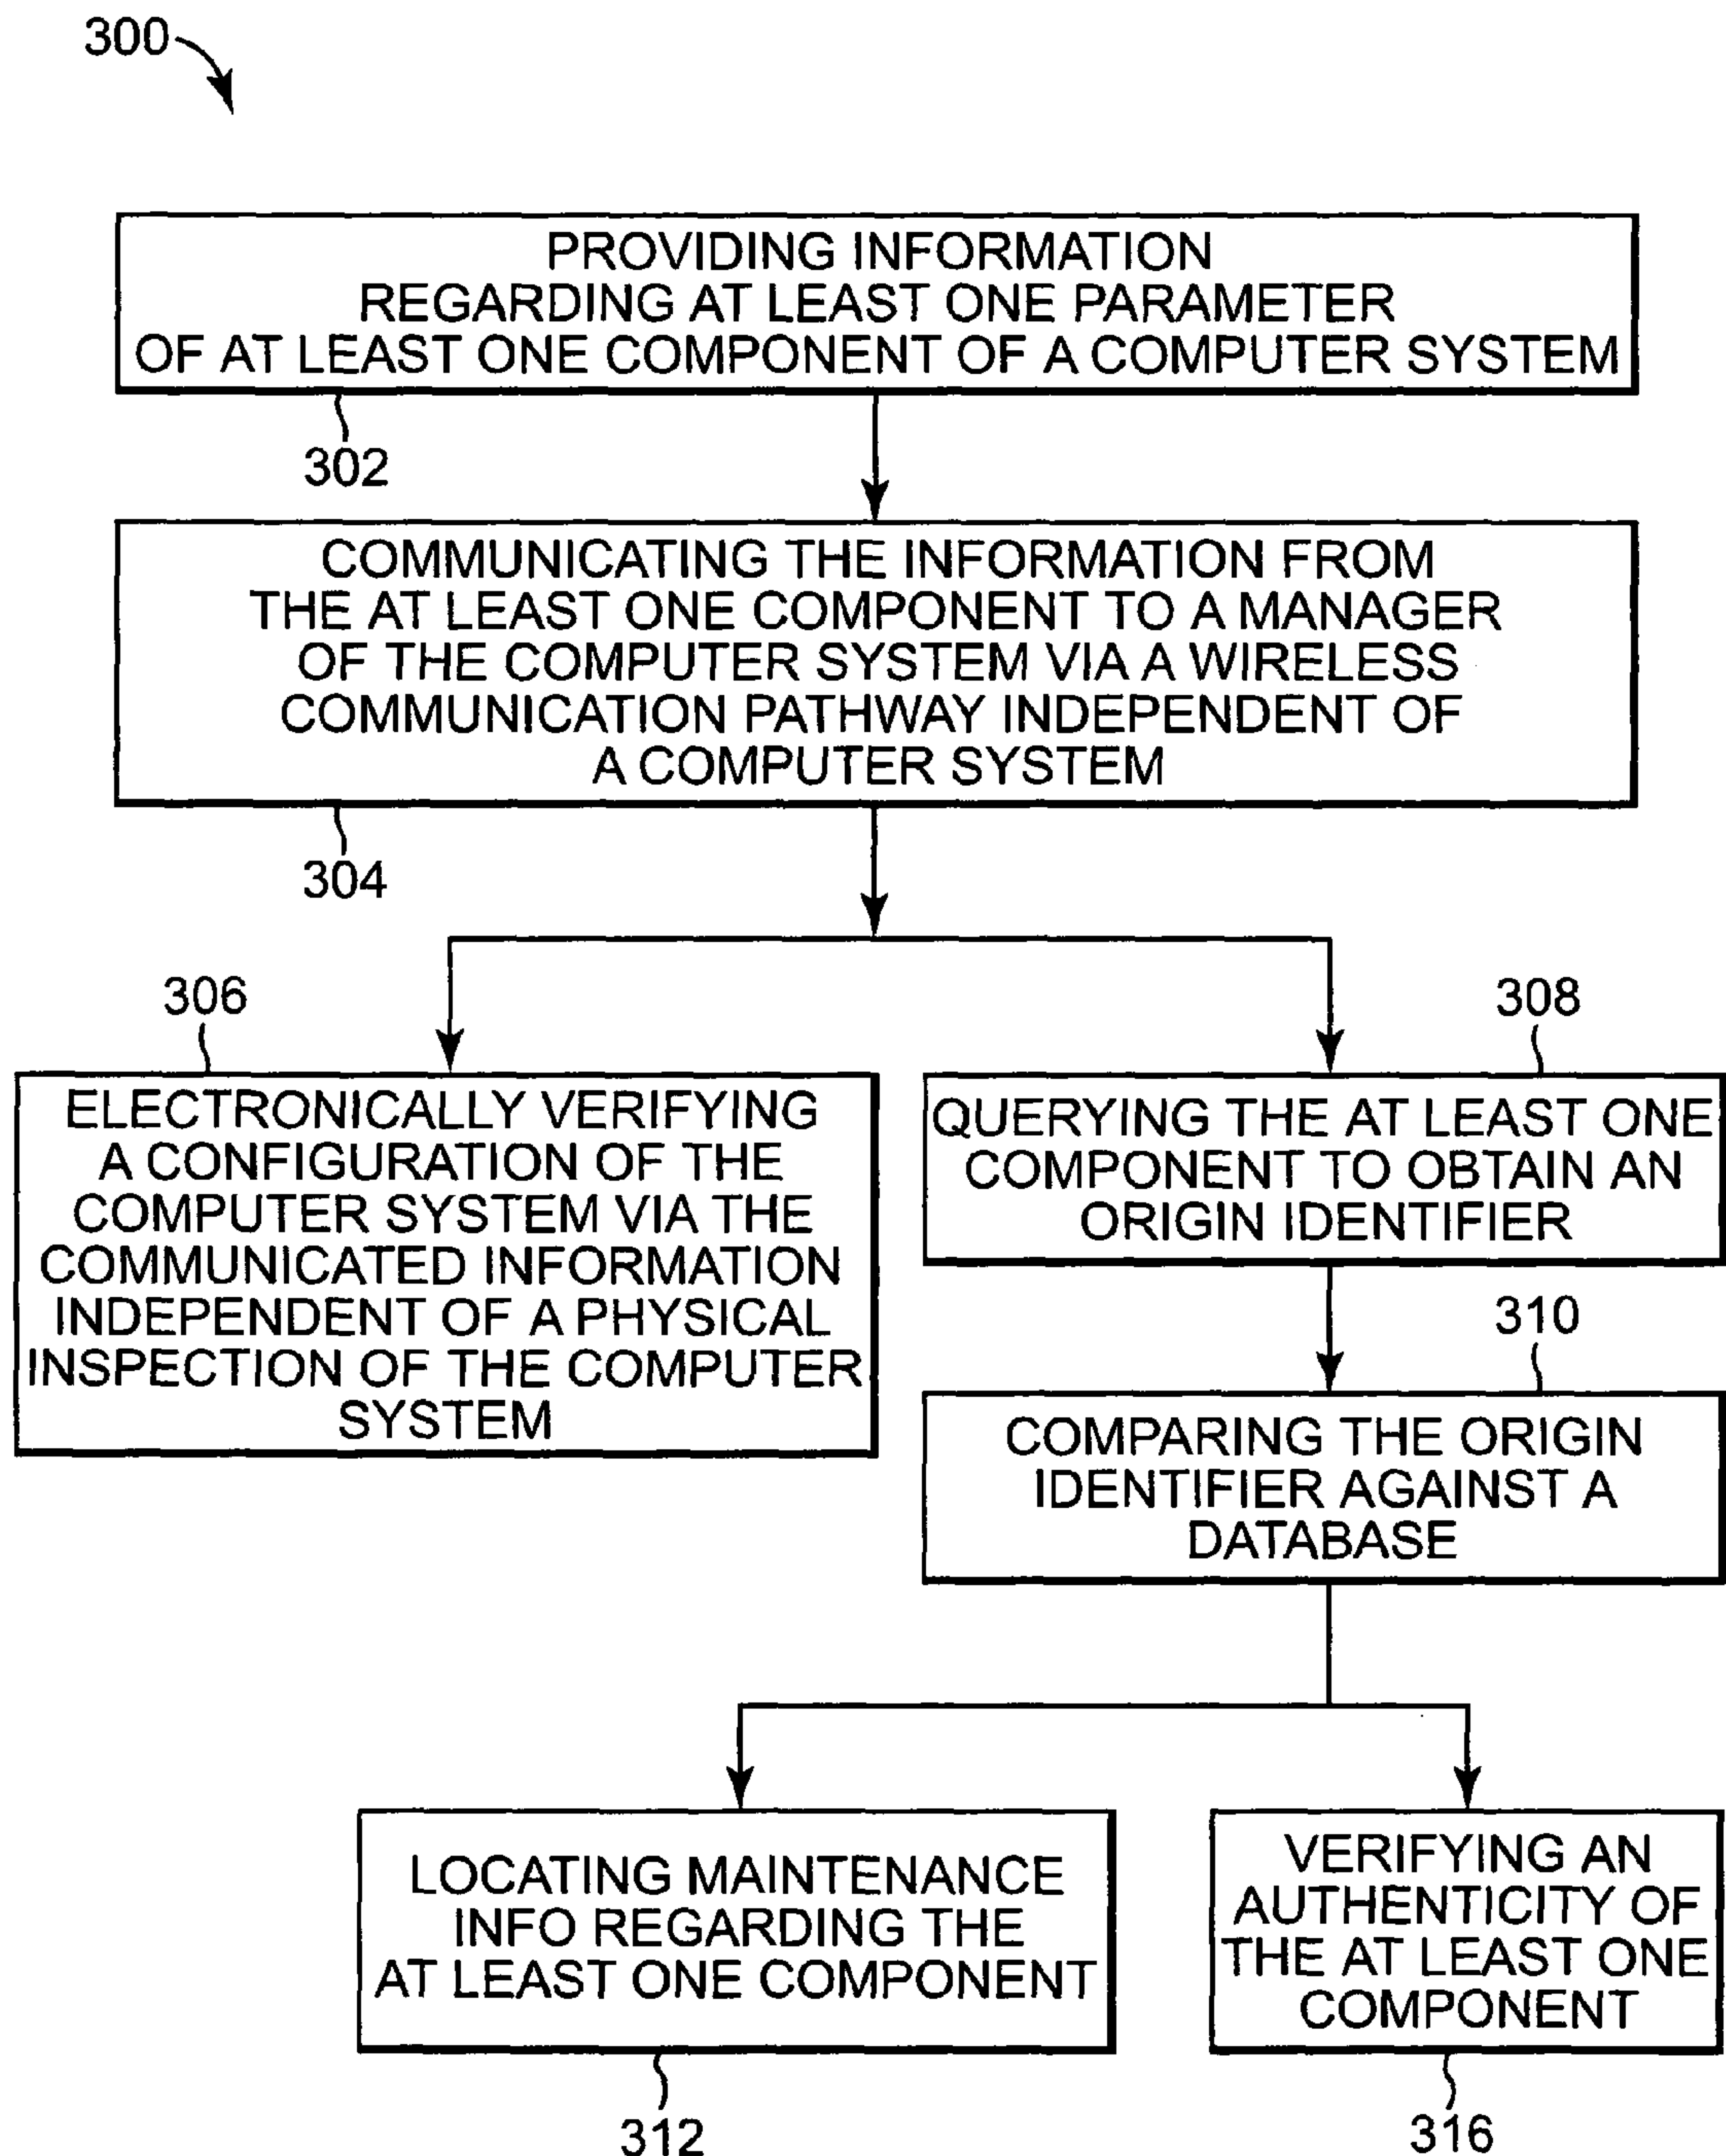 300
PROVIDING INFORMATION
REGARDING AT LEAST ONE PARAMETER
OF AT LEAST ONE COMPONENT OF A COMPUTER SYSTEM
302
COMMUNICATING THE INFORMATION FROM
THE AT LEAST ONE COMPONENT TO A MANAGER
OF THE COMPUTER SYSTEM VIA A WIRELESS
COMMUNICATION PATHWAY INDEPENDENT OF
A COMPUTER SYSTEM
304
306
ELECTRONICALLY VERIFYING
A CONFIGURATION OF THE
COMPUTER SYSTEM VIA THE
COMMUNICATED INFORMATION
INDEPENDENT OF A PHYSICAL
INSPECTION OF THE COMPUTER
SYSTEM
308
QUERYING THE AT LEAST ONE
COMPONENT TO OBTAIN AN
ORIGIN IDENTIFIER
310
COMPARING THE ORIGIN
IDENTIFIER AGAINST A
DATABASE
LOCATING MAINTENANCE
INFO REGARDING THE
AT LEAST ONE COMPONENT
312
VERIFYING AN
AUTHENTICITY OF
THE AT LEAST ONE
COMPONENT
316